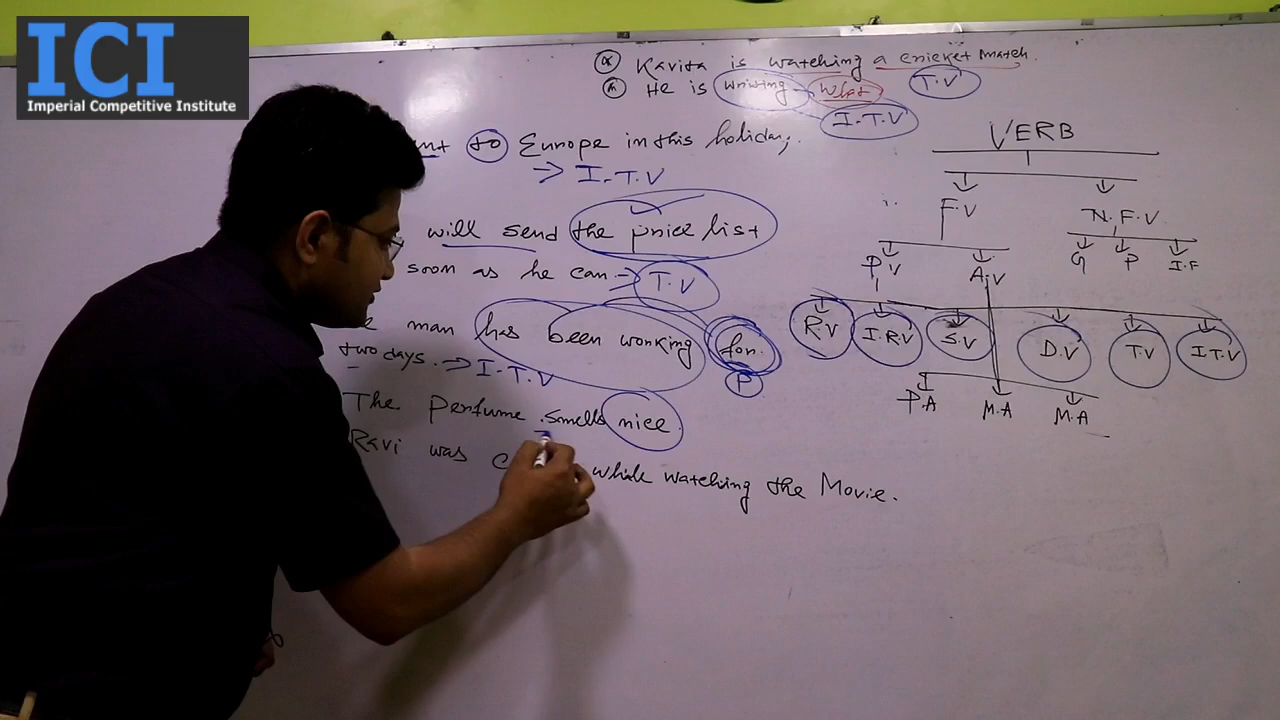 ICI
Imperial Competitive Institute
(x) Kavita is watching a cricket match.
He is writing what T.V
I.T.V
to Europe in this holiday.
→ I.T.V
will send the price list
soon as he can → T.V
man has been working for
P
two days. → I.T.V
The perfume smells nice.
Ravi was while watching the Movie.
VERB
F.V N.F.V
P.V A.V G P I.F
R.V I.R.V S.V D.V T.V I.T.V
P.A M.A M.A